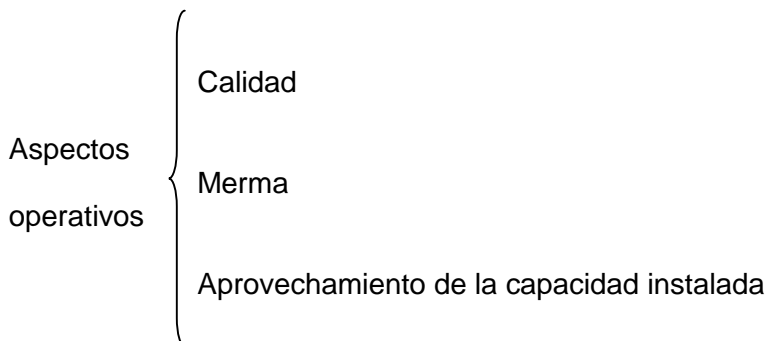 Aspectos
operativos
Calidad
Merma
Aprovechamiento de la capacidad instalada